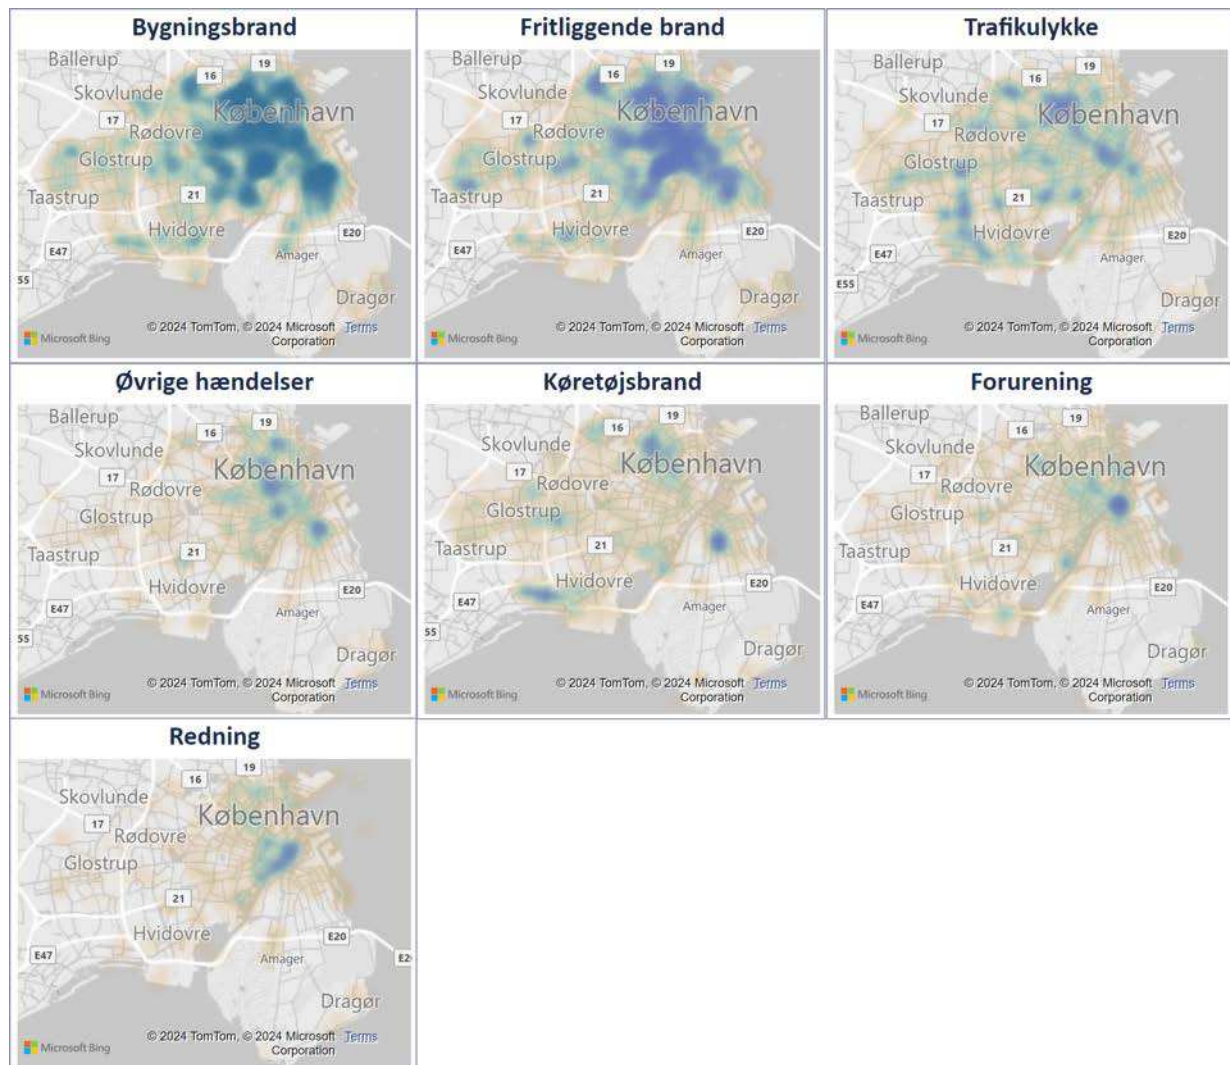 Bygningsbrand
Ballerup
19
16
Skovlunde
København
17
Rødovre
Glostrup
Taastrup
21
Hvidovre
E20
E47
Amager
55
Dragør
Microsoft Bing
© 2024 TomTom, © 2024 Microsoft Terms
Corporation
Fritliggende brand
Ballerup
19
16
Skovlunde
København
17
Rødovre
Glostrup
Taastrup
21
Hvidovre
E20
E47
Amager
Dragør
Microsoft Bing
© 2024 TomTom, © 2024 Microsoft Terms
Corporation
Trafikulykke
Ballerup
19
16
Skovlunde
København
17
Rødovre
Glostrup
Taastrup
21
Hvidovre
E20
E47
Amager
E55
Dragør
Microsoft Bing
© 2024 TomTom, © 2024 Microsoft Terms
Corporation
Øvrige hændelser
Ballerup
19
16
Skovlunde
København
17
Rødovre
Glostrup
Taastrup
21
Hvidovre
E20
E47
Amager
55
Dragør
Microsoft Bing
© 2024 TomTom, © 2024 Microsoft Terms
Corporation
Køretøjsbrand
19
16
Skovlunde
København
17
Rødovre
Glostrup
21
Taastrup
Hvidovre
E20
E47
Amager
55
Dragør
Microsoft Bing
© 2024 TomTom, © 2024 Microsoft Terms
Corporation
Forurening
Ballerup
19
16
Skovlunde
København
17
Rødovre
Glostrup
Taastrup
21
Hvidovre
E20
E47
Amager
Dragør
Microsoft Bing
© 2024 TomTom, © 2024 Microsoft Terms
Corporation
Redning
19
16
Skovlunde
København
17
Rødovre
Glostrup
21
Hvidovre
E20
E47
Amager
E2
Dragør
Microsoft Bing
© 2024 TomTom, © 2024 Microsoft Terms
Corporation